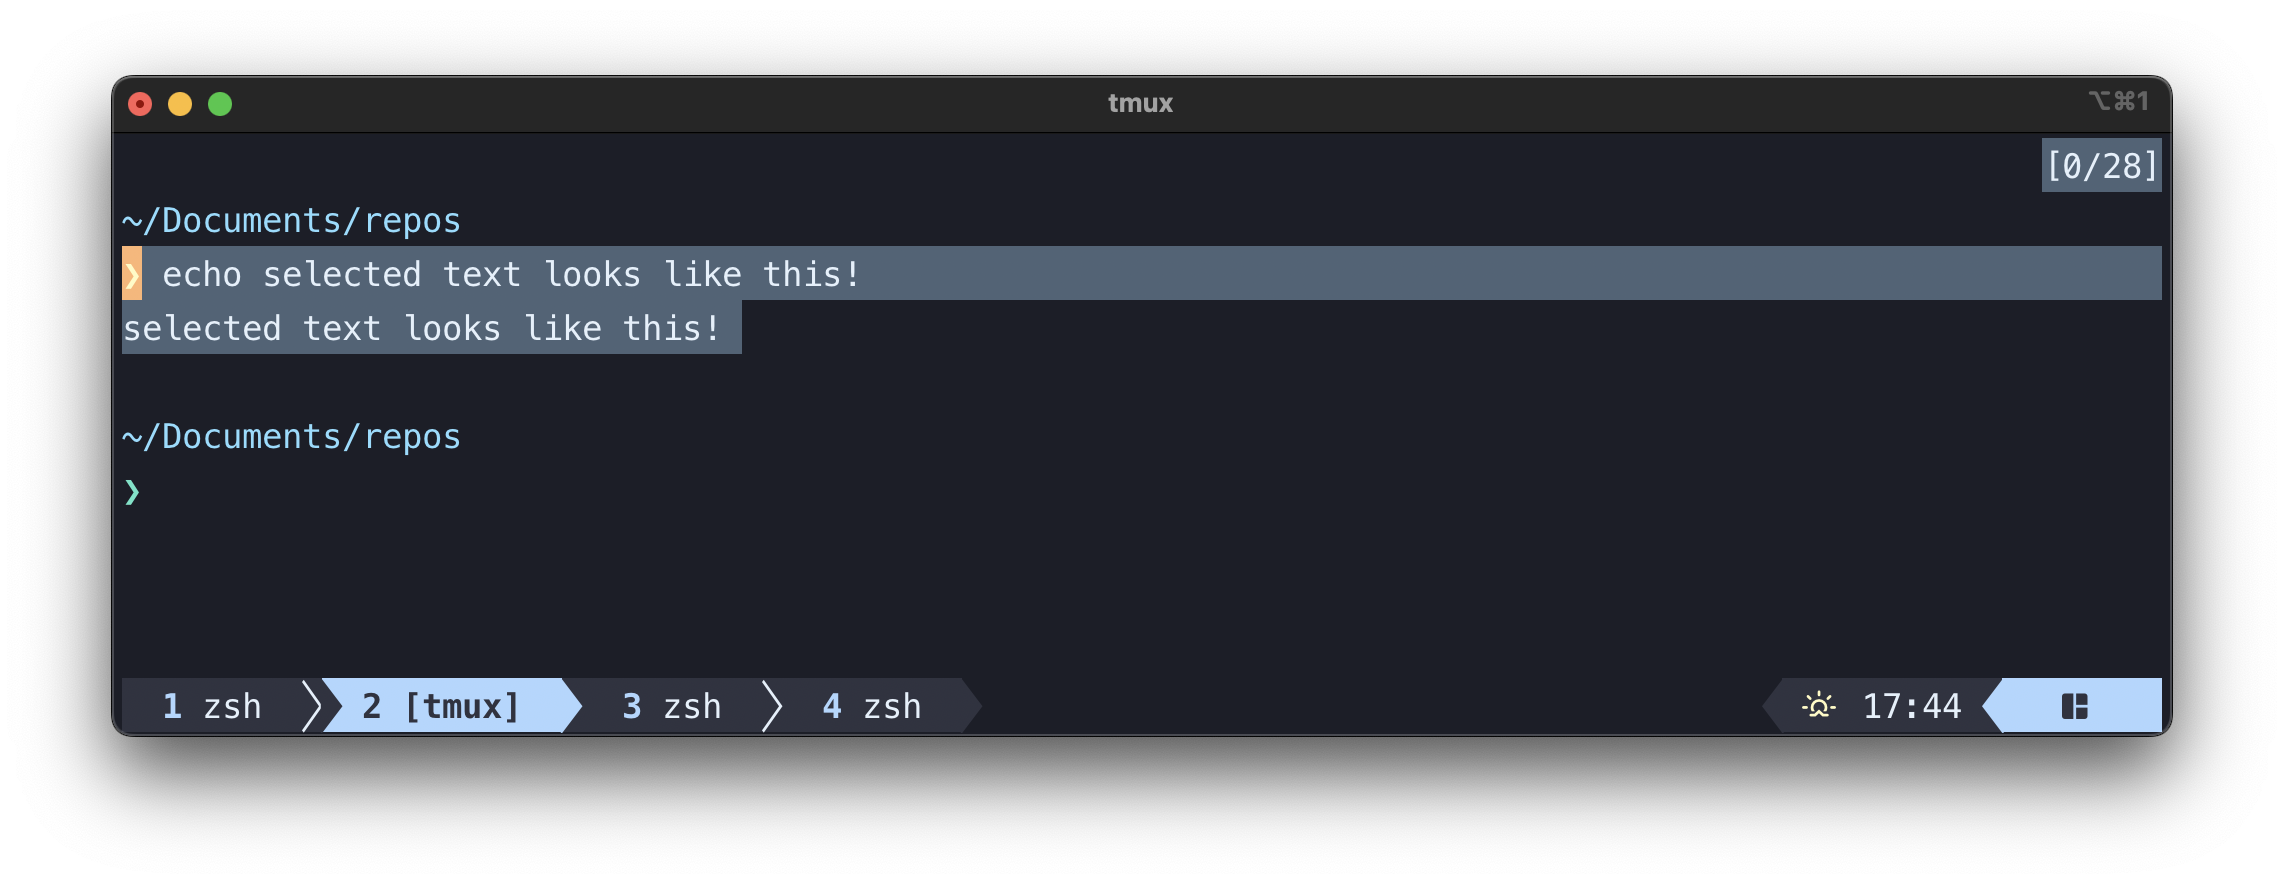 tmux
⌥⌘1
[0/28]
~/Documents/repos
❯ echo selected text looks like this!
selected text looks like this!
~/Documents/repos
❯
1 zsh 2 [tmux] 3 zsh 4 zsh 17:44